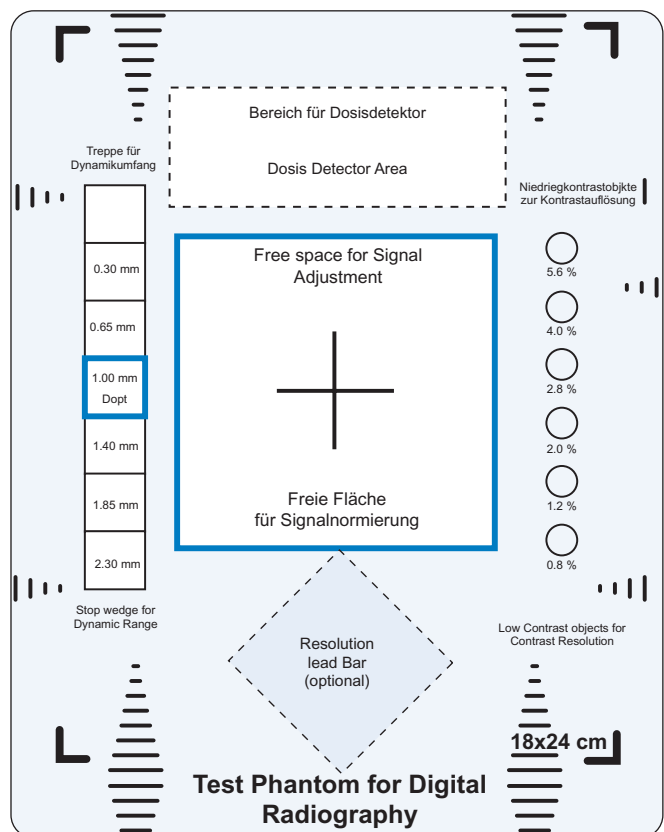 Bereich für Dosisdetektor
Dosis Detector Area
Treppe für
Dynamikumfang
0.30 mm
0.65 mm
1.00 mm
Dopt
1.40 mm
1.85 mm
2.30 mm
Stop wedge for
Dynamic Range
Free space for Signal
Adjustment
Freie Fläche
für Signalnormierung
Niedriegkontrastobjkte
zur Kontrastauflösung
5.6 %
4.0 %
2.8 %
2.0 %
1.2 %
0.8 %
Low Contrast objects for
Contrast Resolution
Resolution
lead Bar
(optional)
18x24 cm
Test Phantom for Digital
Radiography